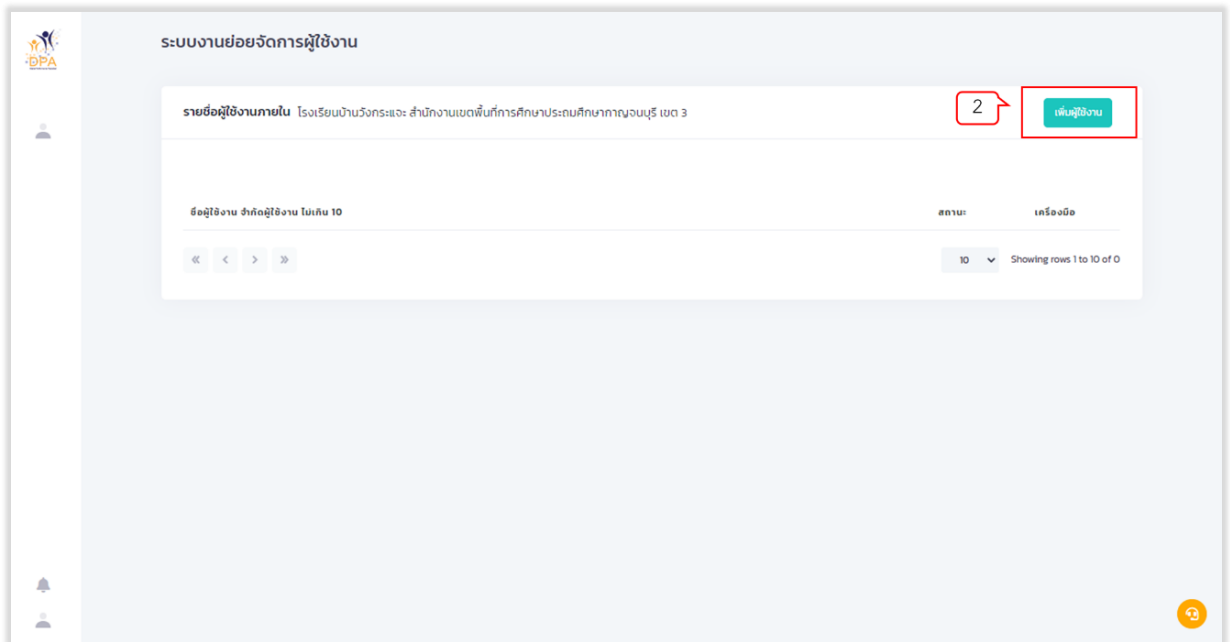 DPA
ระบบงานย่อยจัดการผู้ใช้งาน
รายชื่อผู้ใช้งานภายใน โรงเรียนบ้านวังกระแจะ สำนักงานเขตพื้นที่การศึกษาประถมศึกษากาญจนบุรี เขต 3
2
เพิ่มผู้ใช้งาน
ชื่อผู้ใช้งาน จำกัดผู้ใช้งาน ไม่เกิน 10 สถานะ เครื่องมือ
10 Showing rows 1 to 10 of 0